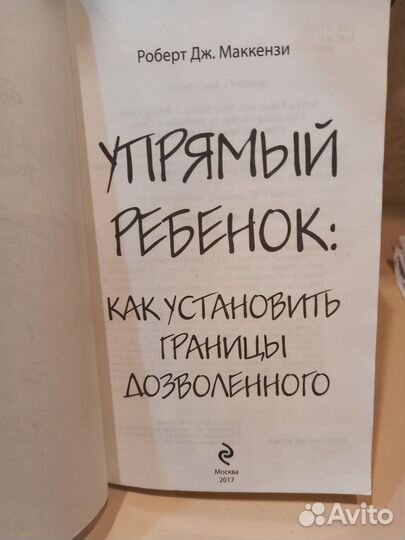 Роберт Дж. Маккензи
УПРЯМЫЙ
РЕБЕНОК:
КАК УСТАНОВИТЬ
ГРАНИЦЫ
ДОЗВОЛЕННОГО
Москва
2017
Avito